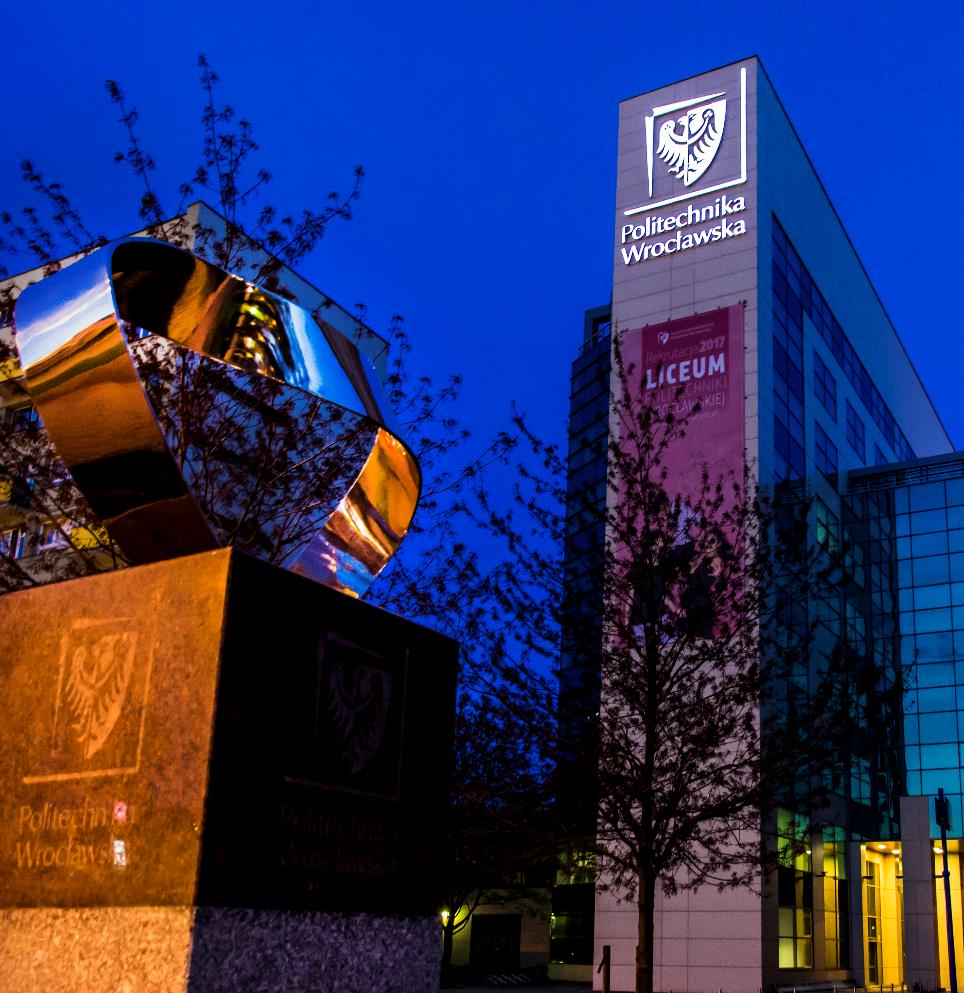 Politechnika
Wrocławska
Rekrutacja 2017
LICEUM
POLITECHNIKI
WROCŁAWSKIEJ
Politechnika
Wrocławska
Politechnika
Wrocławska